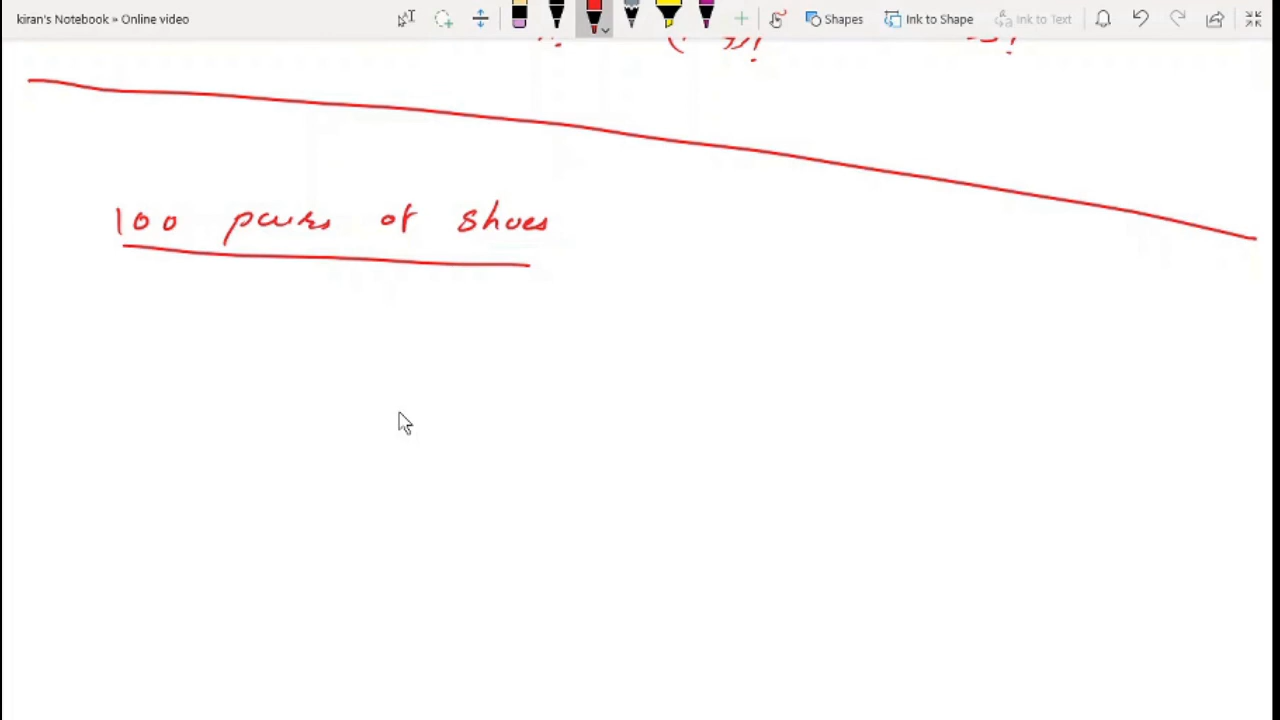 kiran's Notebook » Online video
Shapes
Ink to Shape
Ink to Text
100 pairs of shoes